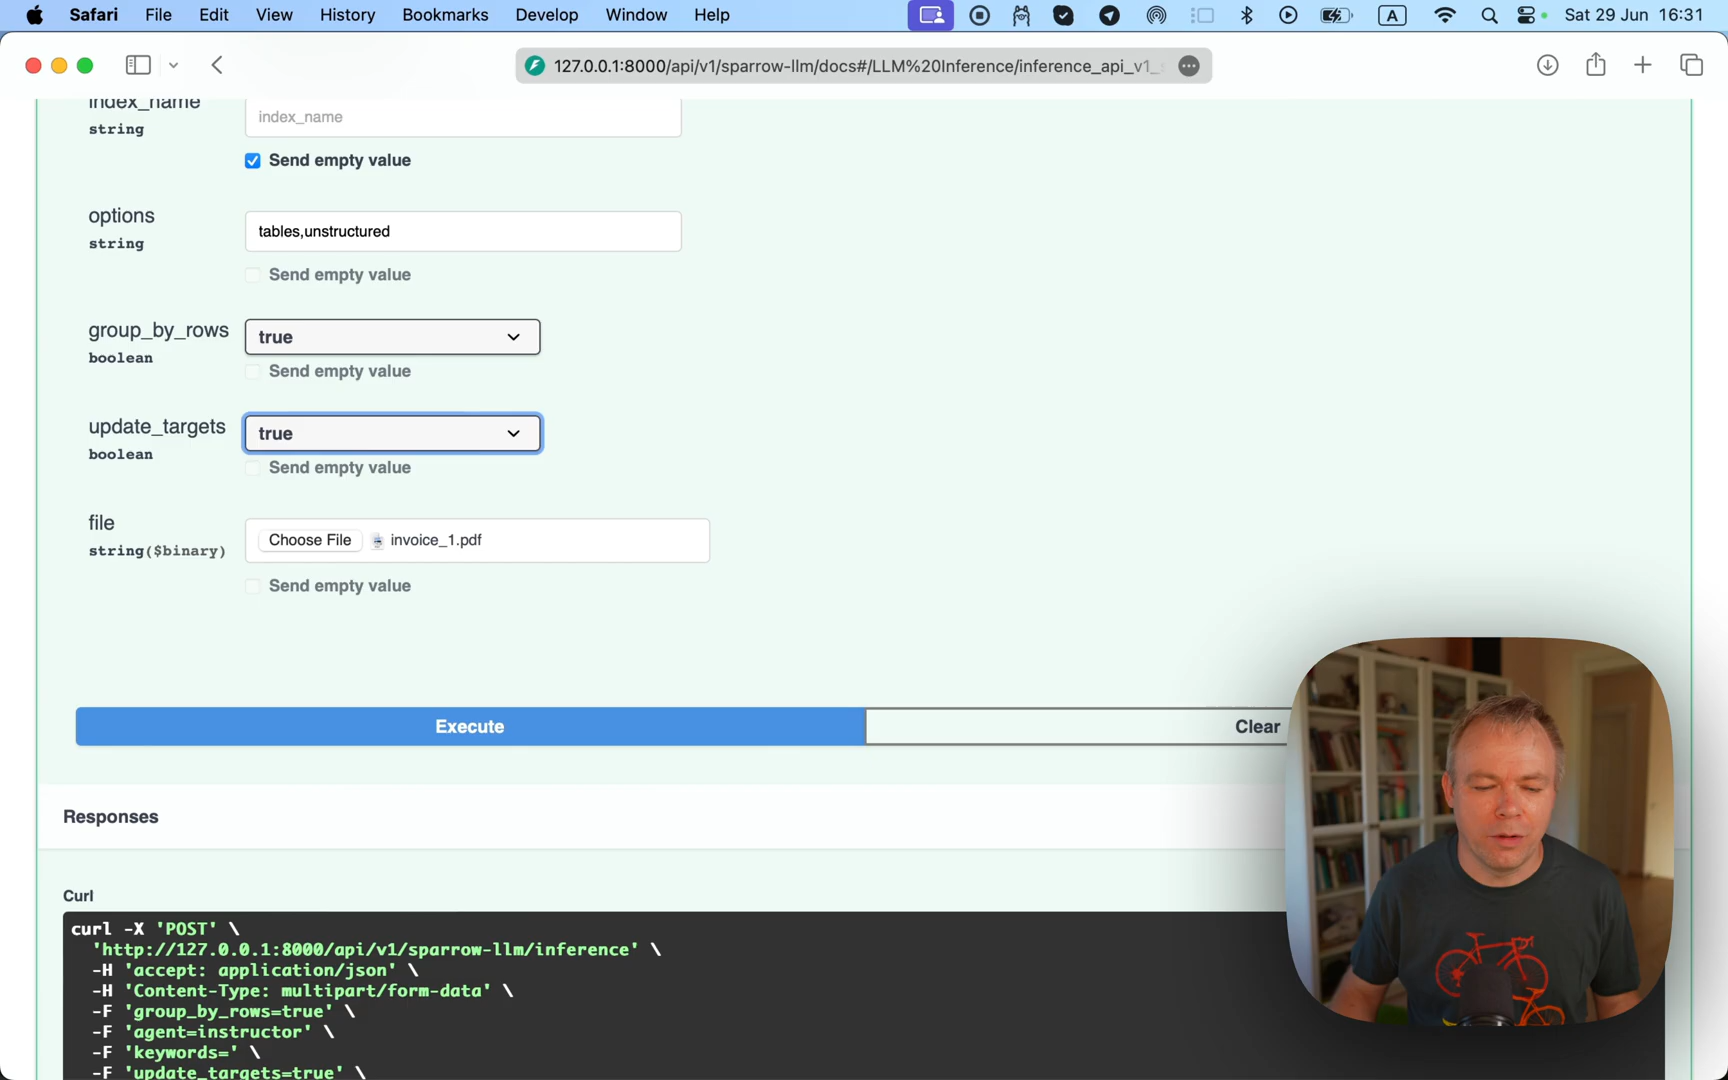 Safari File Edit View History Bookmarks Develop Window Help A Sat 29 Jun 16:31
127.0.0.1:8000/api/v1/sparrow-llm/docs#/LLM%20Inference/inference_api_v1_
index_name
index_name
string
Send empty value
options
tables,unstructured
string
Send empty value
group_by_rows
true
boolean
Send empty value
update_targets
true
boolean
Send empty value
file
Choose File invoice_1.pdf
string($binary)
Send empty value
Execute Clear
Responses
Curl
curl -X 'POST' \
'http://127.0.0.1:8000/api/v1/sparrow-llm/inference' \
-H 'accept: application/json' \
-H 'Content-Type: multipart/form-data' \
-F 'group_by_rows=true' \
-F 'agent=instructor' \
-F 'keywords=' \
-F 'update_targets=true' \